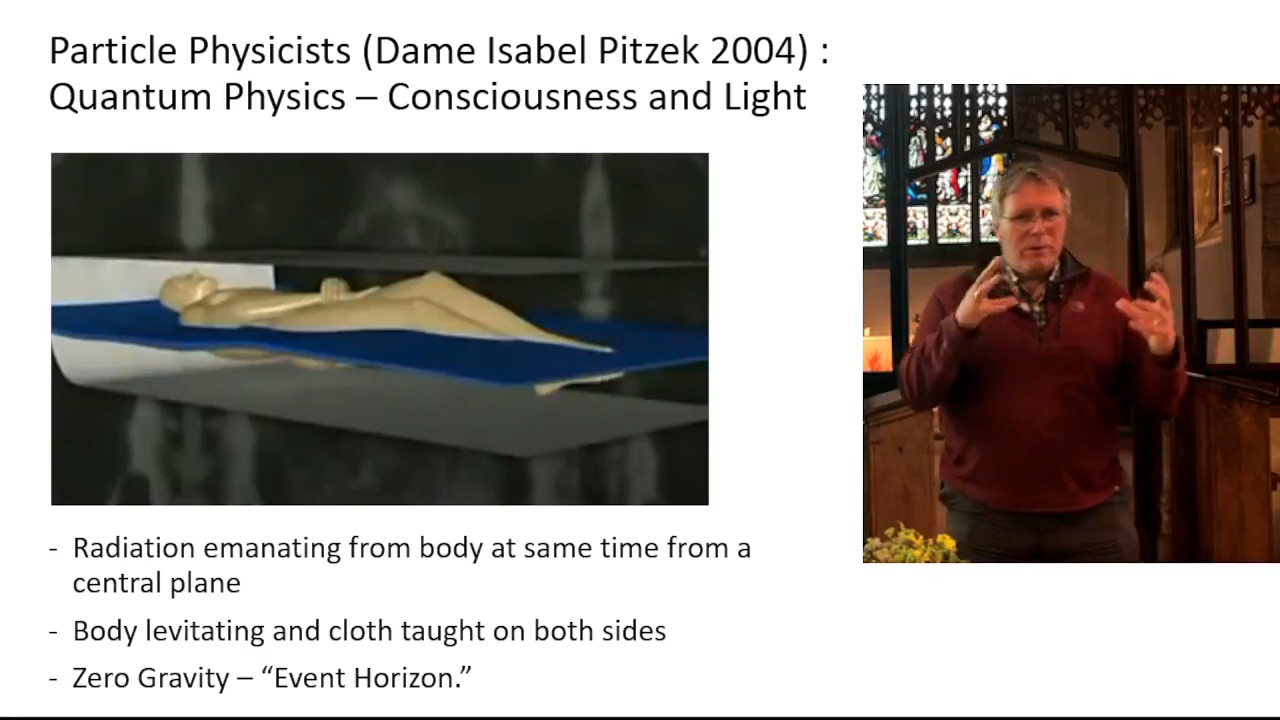 Particle Physicists (Dame Isabel Pitzek 2004) :
Quantum Physics – Consciousness and Light
- Radiation emanating from body at same time from a
central plane
- Body levitating and cloth taught on both sides
- Zero Gravity – “Event Horizon.”